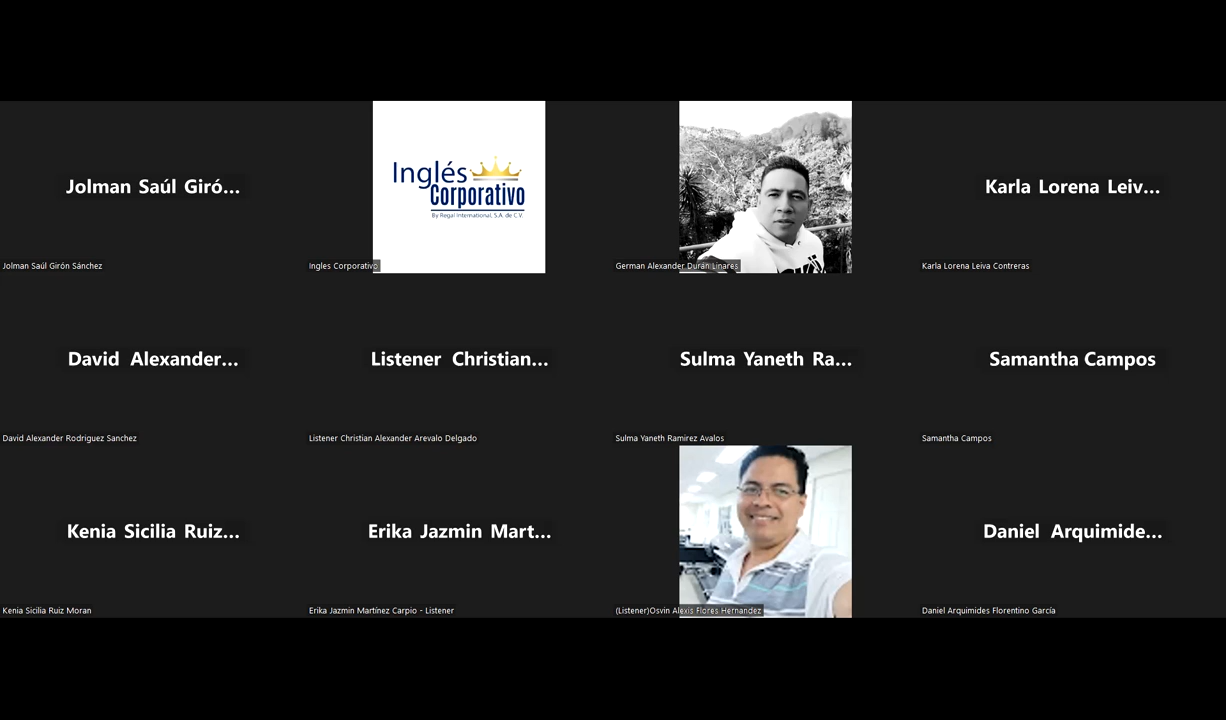 Jolman Saúl Giró...
Jolman Saúl Girón Sánchez
Inglés
Corporativo
By Regal International, S.A. de C.V.
Ingles Corporativo
German Alexander Durán Linares
Karla Lorena Leiv...
Karla Lorena Leiva Contreras
David Alexander...
David Alexander Rodriguez Sanchez
Listener Christian...
Listener Christian Alexander Arevalo Delgado
Sulma Yaneth Ra...
Sulma Yaneth Ramirez Avalos
Samantha Campos
Samantha Campos
Kenia Sicilia Ruiz...
Kenia Sicilia Ruiz Moran
Erika Jazmin Mart...
Erika Jazmin Martínez Carpio - Listener
(Listener)Osvin Alexis Flores Hernandez
Daniel Arquimide...
Daniel Arquimides Florentino García